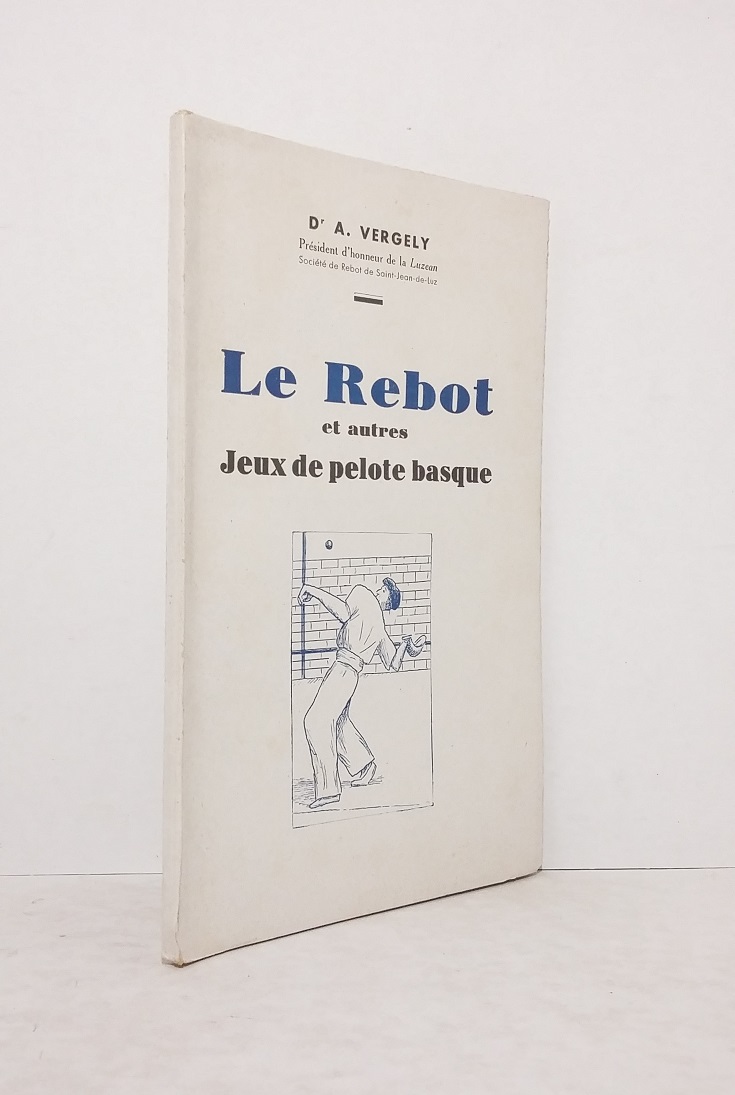 Dr A. VERGELY
Président d'honneur de la Luzean
Société de Rebot de Saint-Jean-de-Luz
Le Rebot
et autres
Jeux de pelote basque